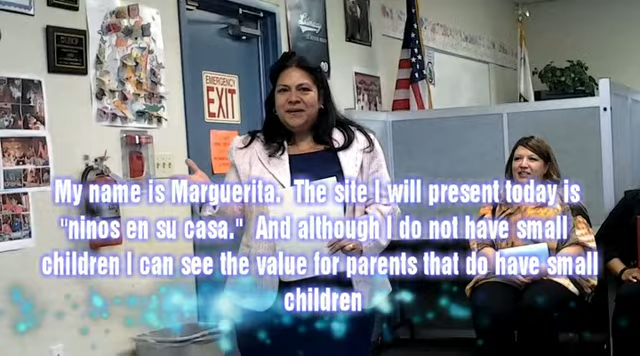 EMERGENCY
EXIT
My name is Marguerita. The site I will present today is
"ninos en su casa." And although I do not have small
children I can see the value for parents that do have small
children